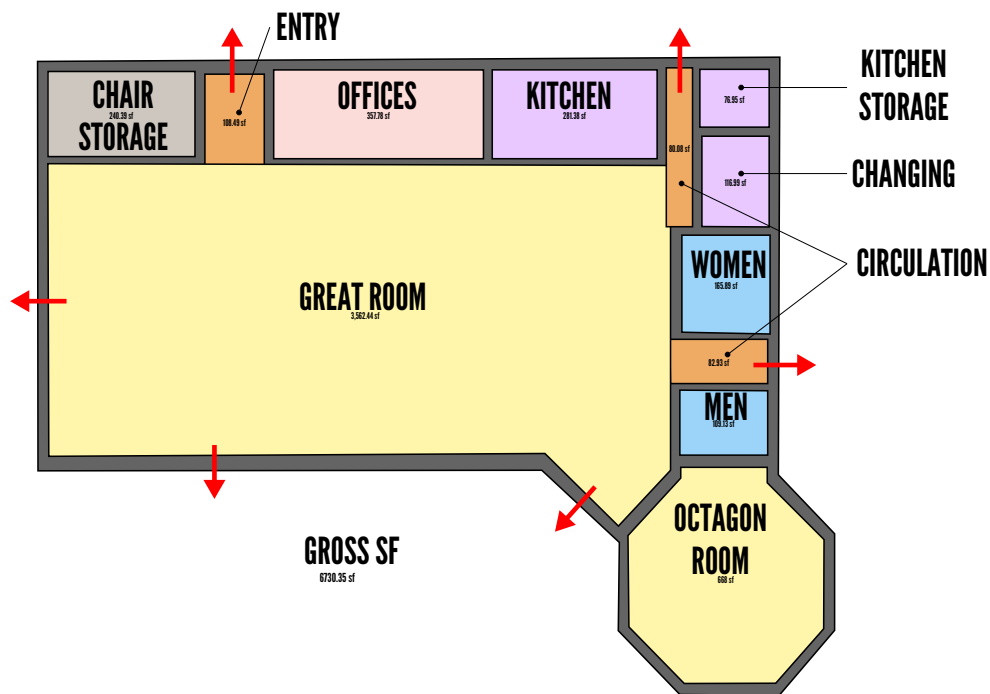 ENTRY
CHAIR
240.39 sf
STORAGE
108.49 sf
OFFICES
357.78 sf
KITCHEN
281.38 sf
76.95 sf
KITCHEN
STORAGE
80.08 sf
116.99 sf
CHANGING
WOMEN
165.89 sf
CIRCULATION
GREAT ROOM
3,562.44 sf
82.93 sf
MEN
109.13 sf
OCTAGON
ROOM
668 sf
GROSS SF
6730.35 sf